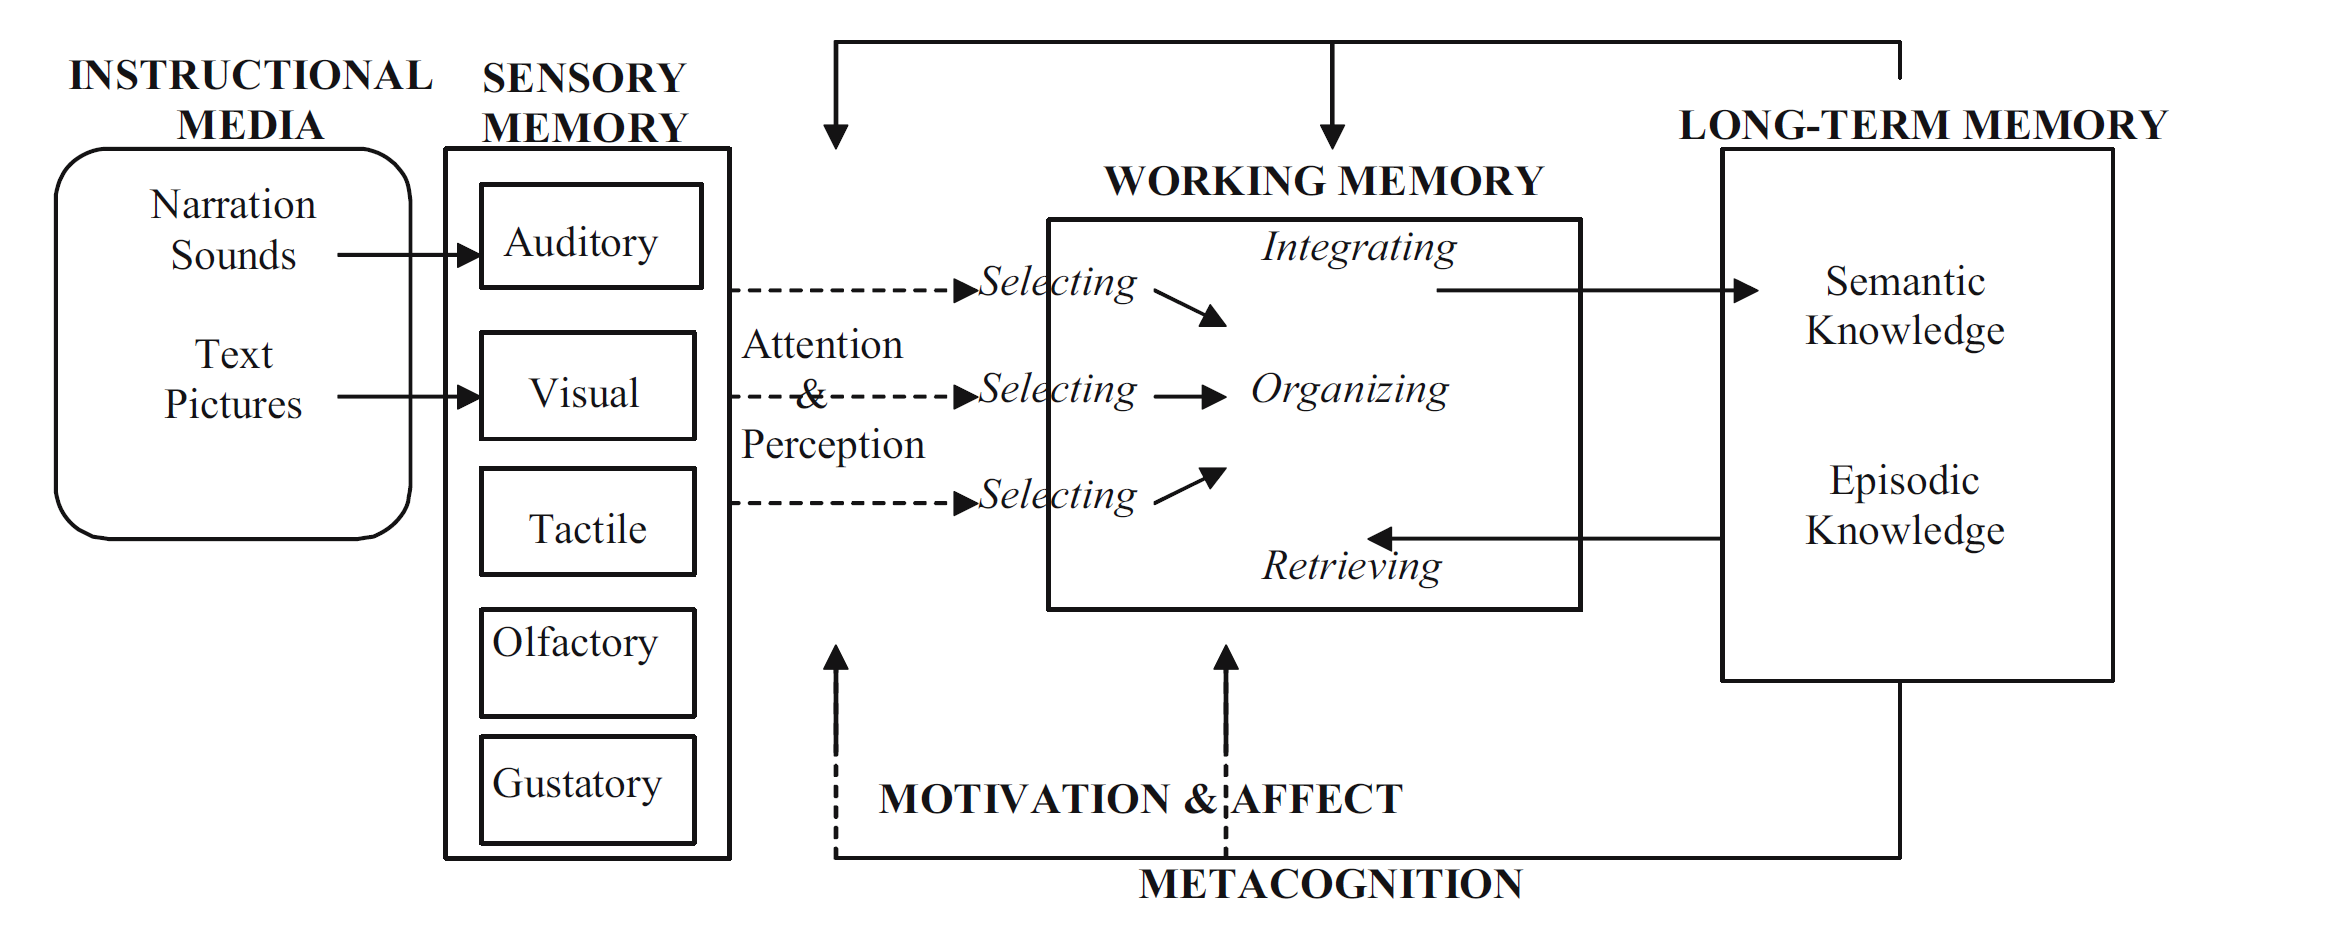 INSTRUCTIONAL
MEDIA
Narration
Sounds
Text
Pictures
SENSORY
MEMORY
Auditory
Visual
Tactile
Olfactory
Gustatory
Attention
&
Perception
Selecting
Selecting
Selecting
WORKING MEMORY
Integrating
Organizing
Retrieving
LONG-TERM MEMORY
Semantic
Knowledge
Episodic
Knowledge
MOTIVATION & AFFECT
METACOGNITION